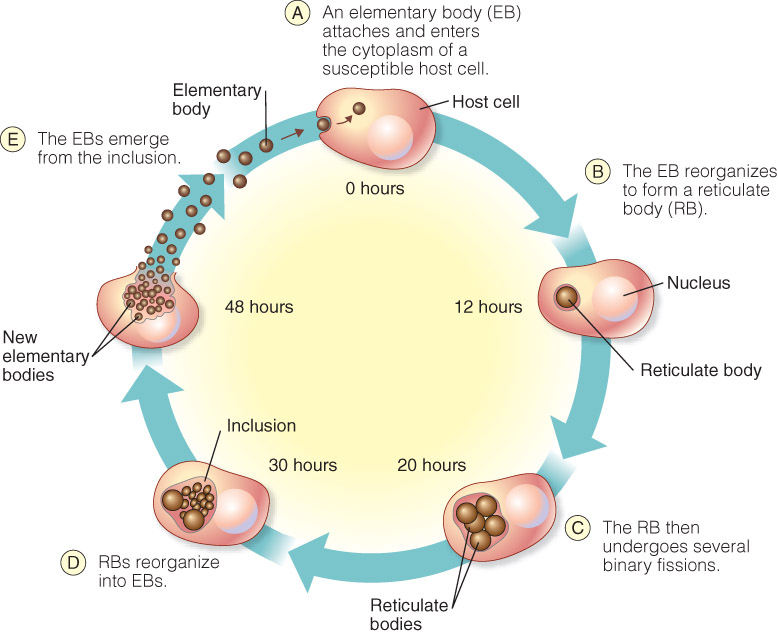 A
An elementary body (EB)
attaches and enters
the cytoplasm of a
susceptible host cell.
Elementary
body
Host cell
E
The EBs emerge
from the inclusion.
0 hours
B
The EB reorganizes
to form a reticulate
body (RB).
Nucleus
48 hours
12 hours
New
elementary
bodies
Reticulate body
Inclusion
30 hours
20 hours
C
The RB then
undergoes several
binary fissions.
D
RBs reorganize
into EBs.
Reticulate
bodies